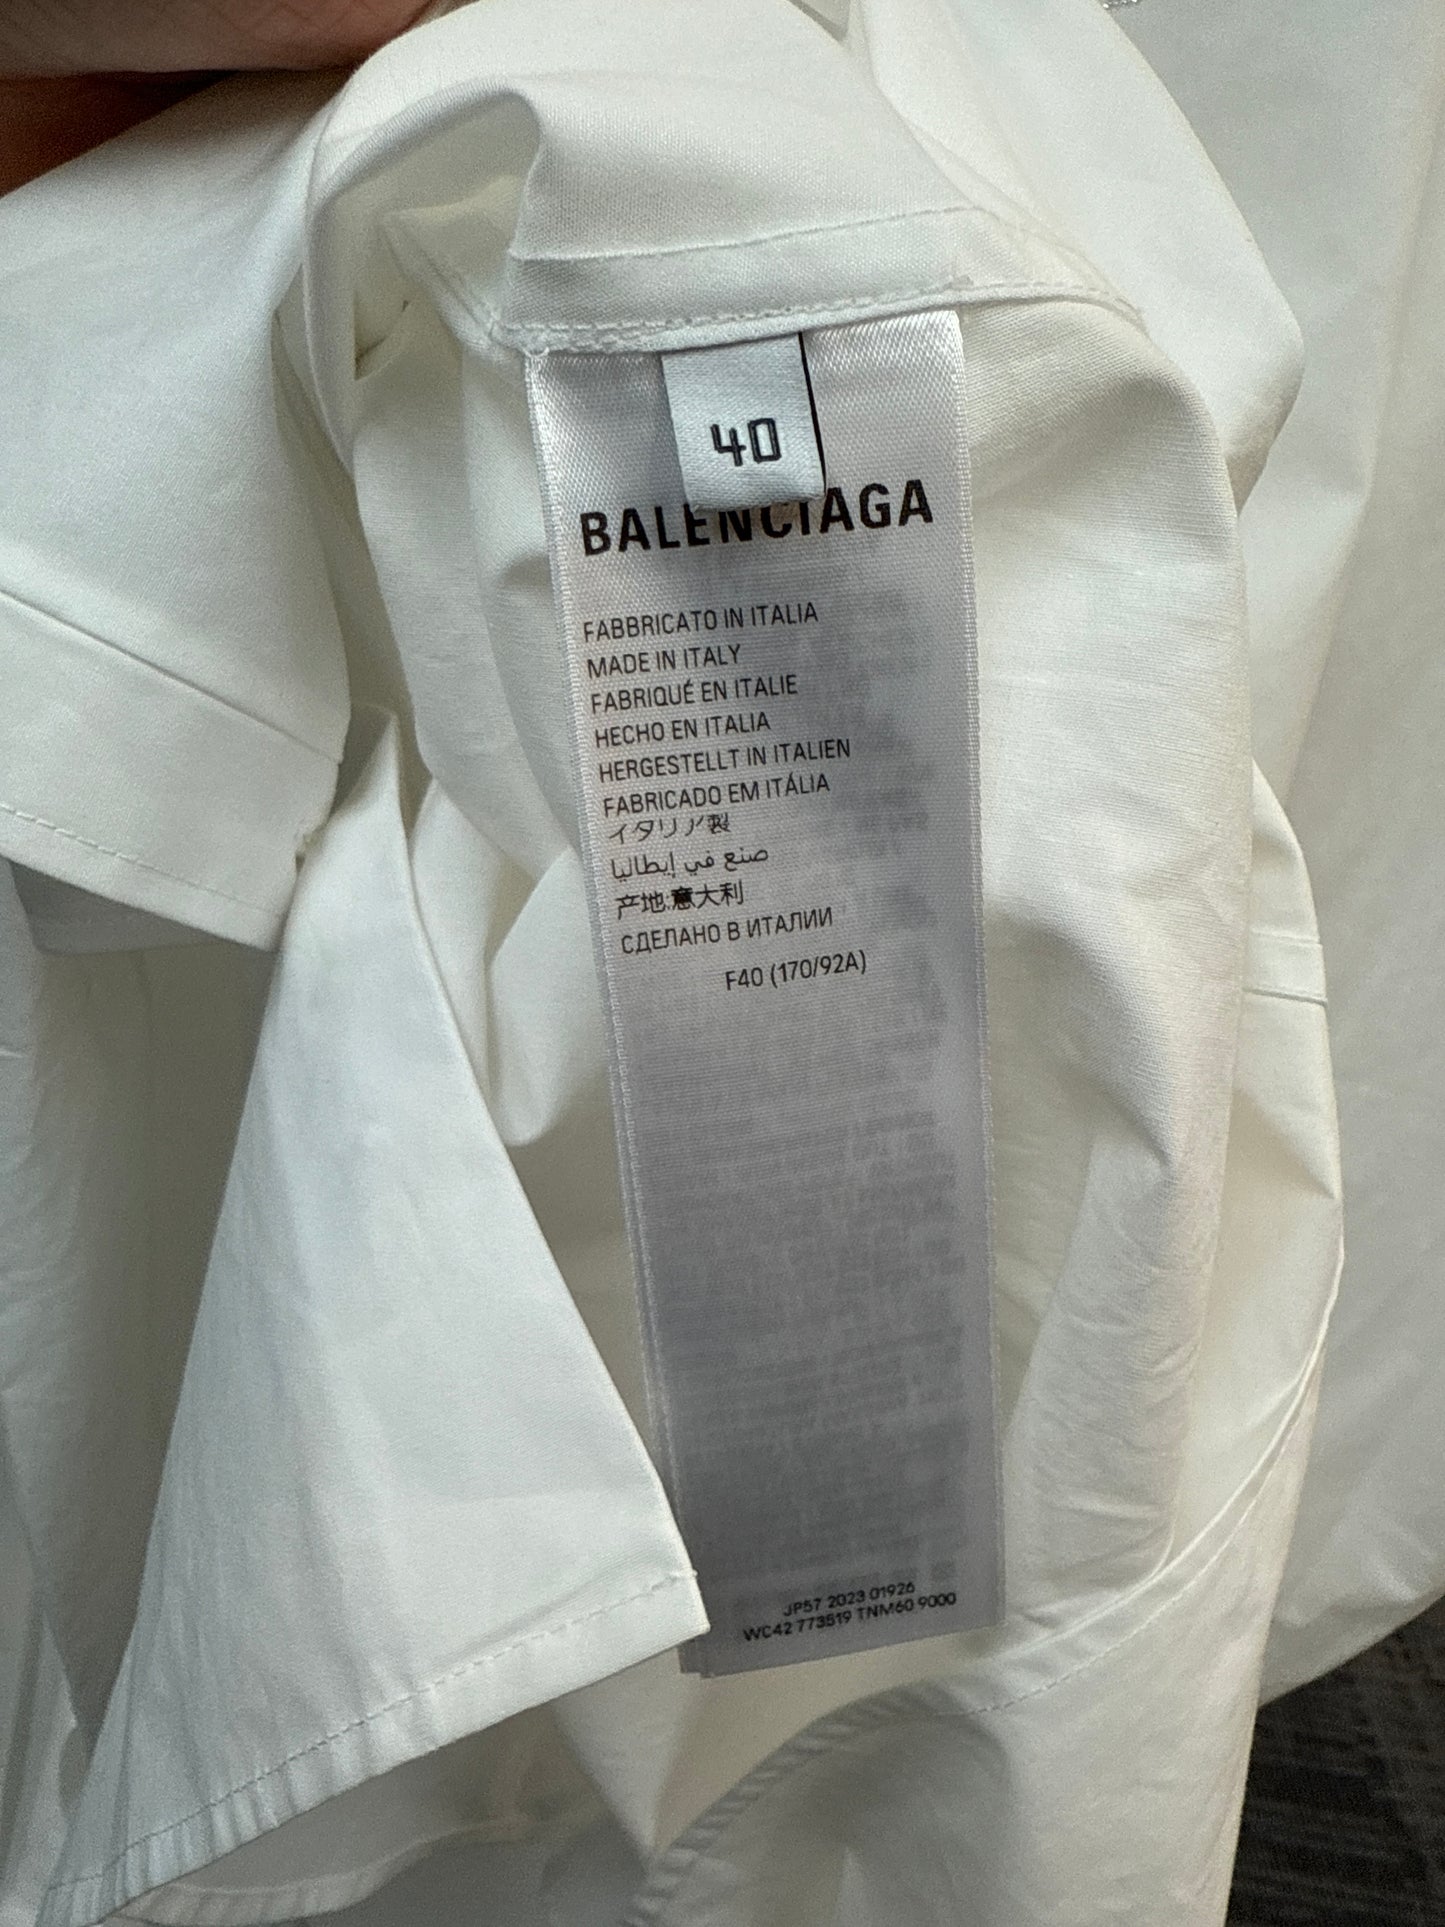 40
BALENCIAGA
FABBRICATO IN ITALIA
MADE IN ITALY
FABRIQUÉ EN ITALIE
HECHO EN ITALIA
HERGESTELLT IN ITALIEN
FABRICADO EM ITÁLIA
イタリア製
صنع في إيطاليا
产地:意大利
СДЕЛАНО В ИТАЛИИ
F40 (170/92A)
JP57 2023 01926
WC42 773519 TNM60 9000